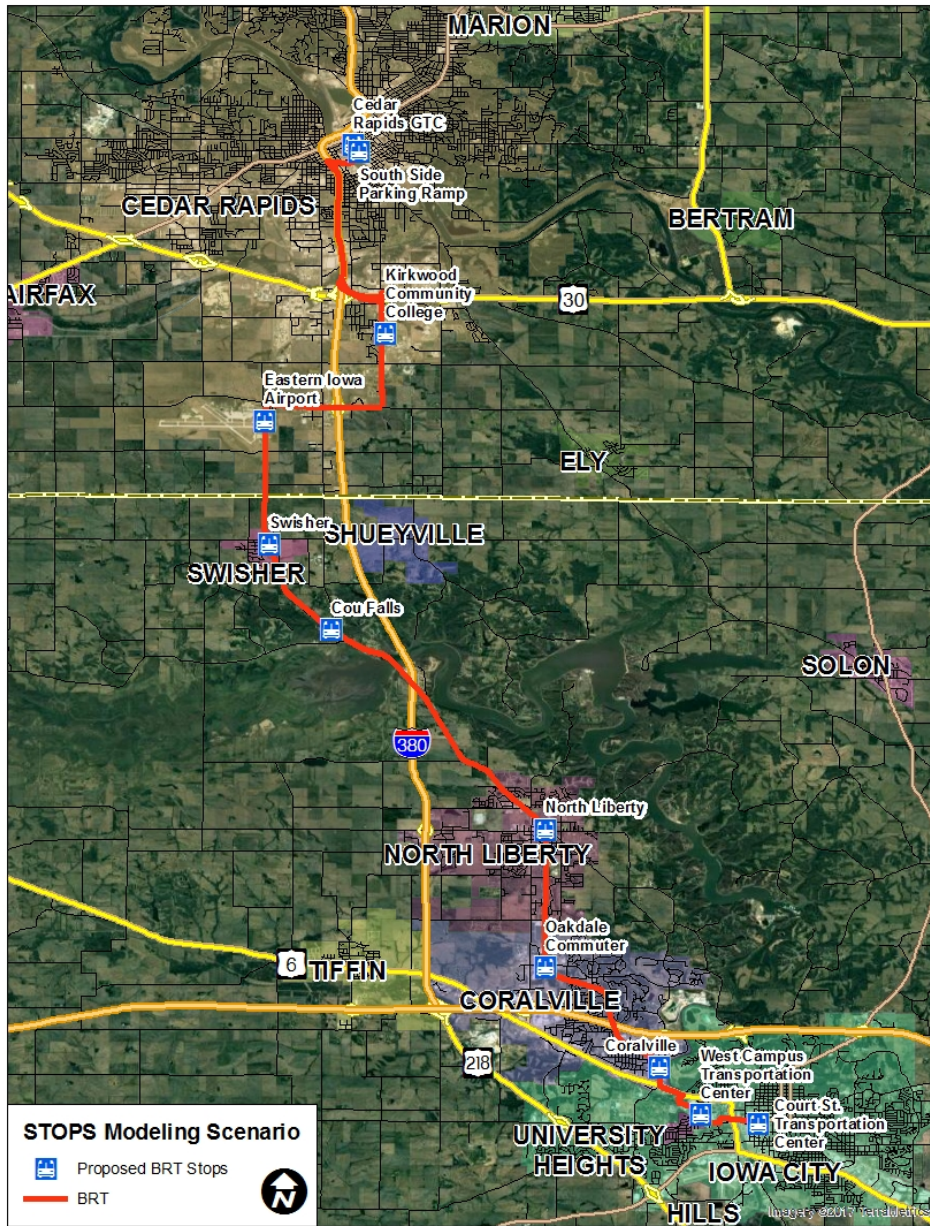 MARION
Cedar
Rapids GTC
South Side
Parking Ramp
CEDAR RAPIDS
BERTRAM
Kirkwood
Community
College
AIRFAX
30
Eastern Iowa
Airport
ELY
Swisher
SHUEYVILLE
SWISHER
Cou Falls
SOLON
380
North Liberty
NORTH LIBERTY
Oakdale
Commuter
6
TIFFIN
CORALVILLE
Coralville
218
West Campus
Transportation
Center
Court St.
Transportation
Center
UNIVERSITY
HEIGHTS
IOWA CITY
HILLS
STOPS Modeling Scenario
Proposed BRT Stops
BRT
N
Imagery ©2017 TerraMetrics